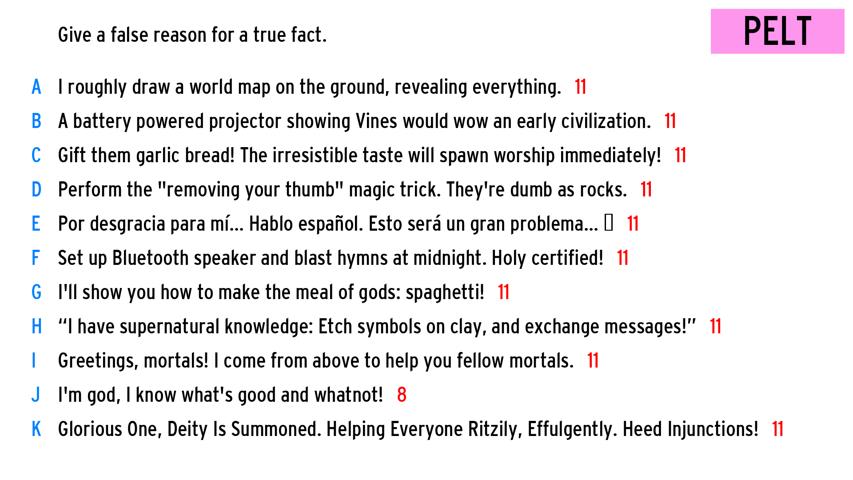 Give a false reason for a true fact.
PELT
A I roughly draw a world map on the ground, revealing everything. 11
B A battery powered projector showing Vines would wow an early civilization. 11
C Gift them garlic bread! The irresistible taste will spawn worship immediately! 11
D Perform the "removing your thumb" magic trick. They're dumb as rocks. 11
E Por desgracia para mí... Hablo español. Esto será un gran problema... 11
F Set up Bluetooth speaker and blast hymns at midnight. Holy certified! 11
G I'll show you how to make the meal of gods: spaghetti! 11
H “I have supernatural knowledge: Etch symbols on clay, and exchange messages!” 11
I Greetings, mortals! I come from above to help you fellow mortals. 11
J I'm god, I know what's good and whatnot! 8
K Glorious One, Deity Is Summoned. Helping Everyone Ritzily, Effulgently. Heed Injunctions! 11